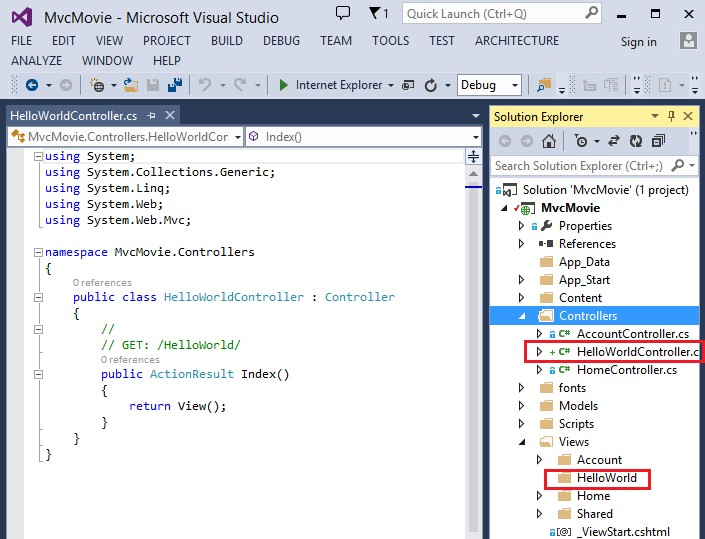 MvcMovie - Microsoft Visual Studio
1
Quick Launch (Ctrl+Q)
FILE EDIT VIEW PROJECT BUILD DEBUG TEAM TOOLS TEST ARCHITECTURE
Sign in
ANALYZE WINDOW HELP
Internet Explorer
Debug
HelloWorldController.cs
MvcMovie.Controllers.HelloWorldCor
Index()
using System;
using System.Collections.Generic;
using System.Linq;
using System.Web;
using System.Web.Mvc;
namespace MvcMovie.Controllers
{
0 references
public class HelloWorldController : Controller
{
//
// GET: /HelloWorld/
0 references
public ActionResult Index()
{
return View();
}
}
}
Solution Explorer
Search Solution Explorer (Ctrl+;)
Solution 'MvcMovie' (1 project)
MvcMovie
Properties
References
App_Data
App_Start
Content
Controllers
C# AccountController.cs
+ C# HelloWorldController.c
C# HomeController.cs
fonts
Models
Scripts
Views
Account
HelloWorld
Home
Shared
[@] _ViewStart.cshtml